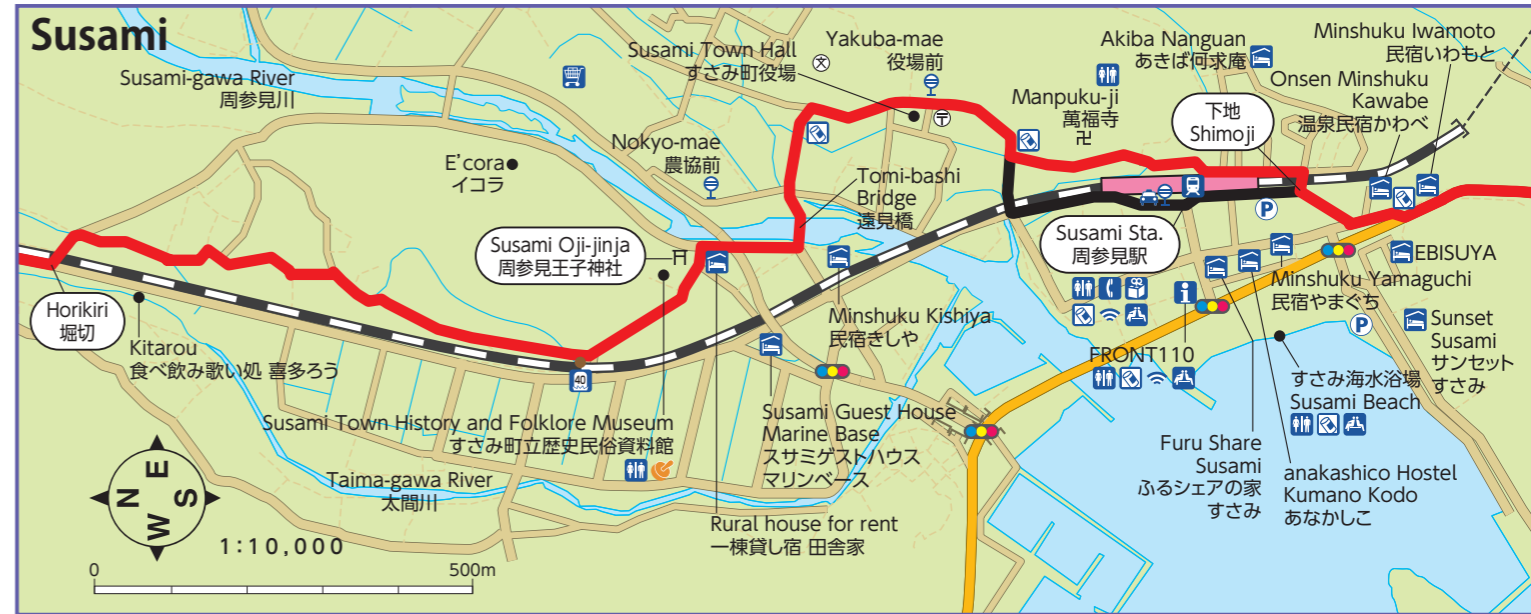 Susami
Susami-gawa River
周参見川
Susami Town Hall
すさみ町役場
文
Yakuba-mae
役場前
〒
Akiba Nanguan
あきば何求庵
Minshuku Iwamoto
民宿いわもと
Onsen Minshuku
Kawabe
温泉民宿かわべ
Manpuku-ji
萬福寺
卍
下地
Shimoji
Nokyo-mae
農協前
E'cora
イコラ
Tomi-bashi
Bridge
遠見橋
P
Susami Oji-jinja
周参見王子神社
Susami Sta.
周参見駅
EBISUYA
Horikiri
堀切
Minshuku Yamaguchi
民宿やまぐち
P
Minshuku Kishiya
民宿きしや
Kitarou
食べ飲み歌い処 喜多ろう
40
i
FRONT110
Sunset
Susami
サンセット
すさみ
すさみ海水浴場
Susami Beach
Susami Town History and Folklore Museum
すさみ町立歴史民俗資料館
Susami Guest House
Marine Base
スサミゲストハウス
マリンベース
Furu Share
Susami
ふるシェアの家
すさみ
anakashico Hostel
Kumano Kodo
あなかしこ
Taima-gawa River
太間川
Rural house for rent
一棟貸し宿 田舎家
N
E
S
W
1:10,000
0
500m